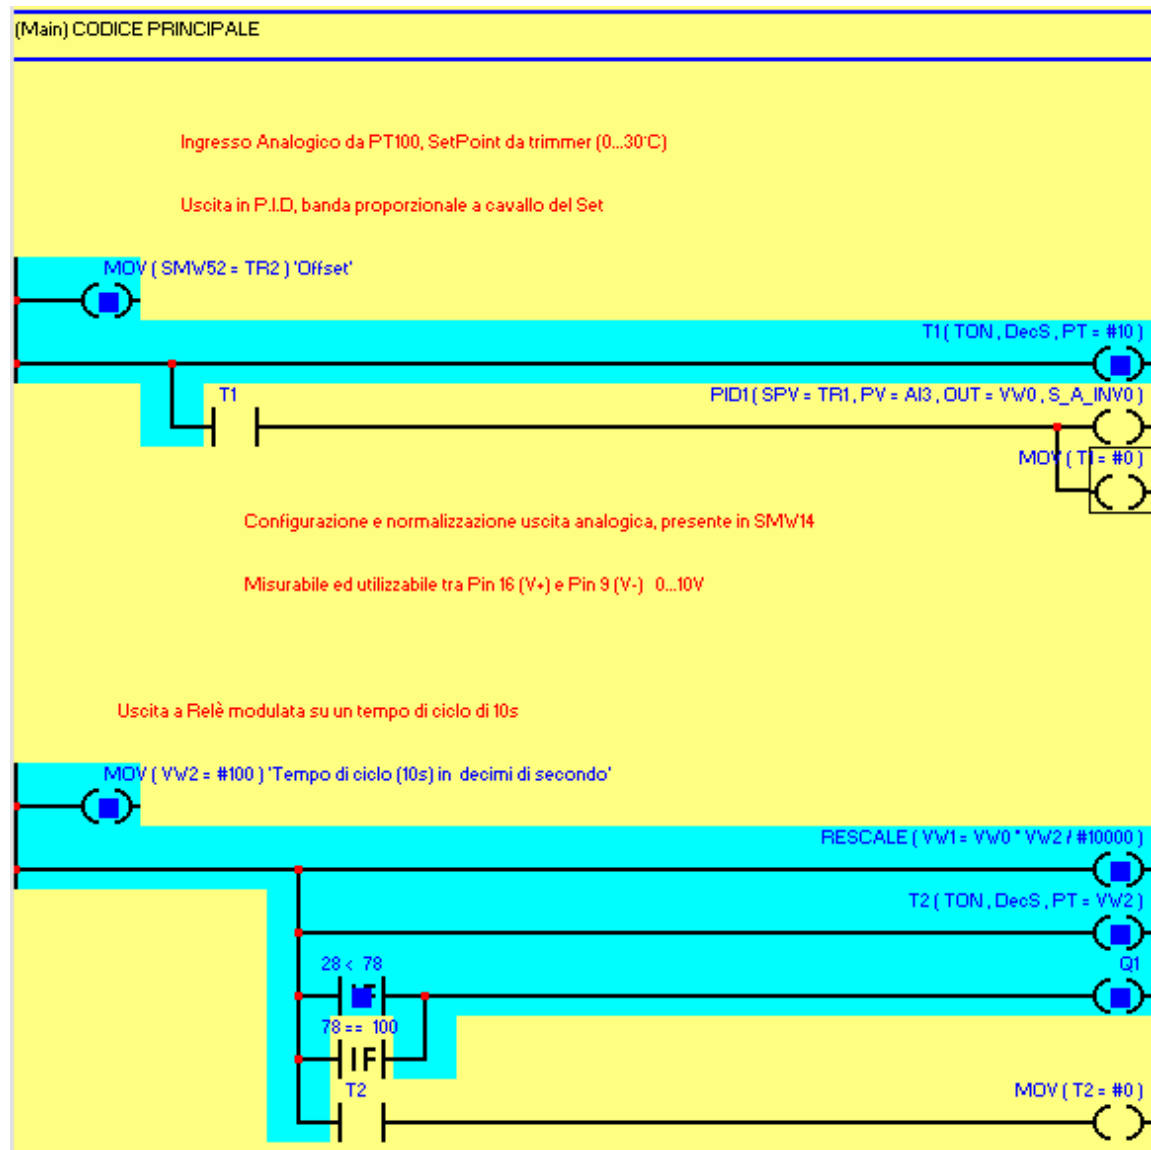 (Main) CODICE PRINCIPALE
Ingresso Analogico da PT100, SetPoint da trimmer (0...30°C)
Uscita in P.I.D, banda proporzionale a cavallo del Set
MOV ( SMW52 = TR2 ) 'Offset'
T1 ( TON , DecS , PT = #10 )
T1
PID1 ( SPV = TR1, PV = AI3 , OUT = VW0 , S_A_INV0 )
MOV ( T1 = #0 )
Configurazione e normalizzazione uscita analogica, presente in SMW14
Misurabile ed utilizzabile tra Pin 16 (V+) e Pin 9 (V-) 0...10V
Uscita a Relè modulata su un tempo di ciclo di 10s
MOV ( VW2 = #100 ) 'Tempo di ciclo (10s) in decimi di secondo'
RESCALE ( VW1 = VW0 * VW2 / #10000 )
T2 ( TON , DecS , PT = VW2 )
28 < 78
Q1
IF
78 == 100
IF
T2
MOV ( T2 = #0 )